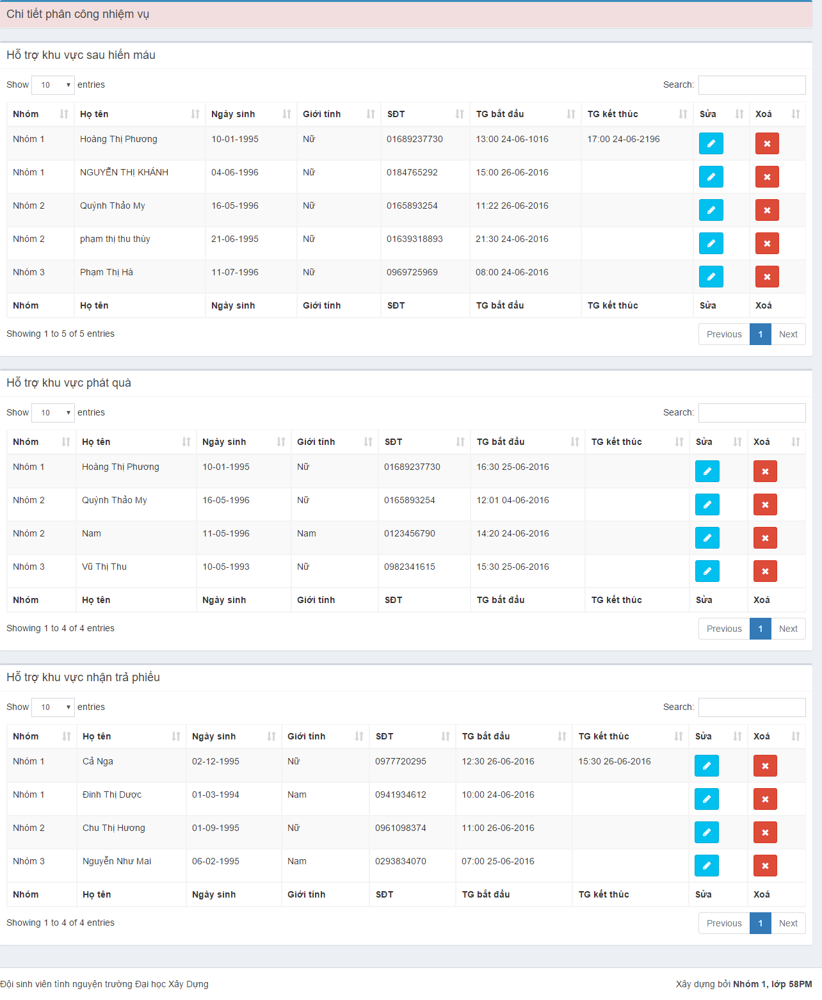 Chi tiết phân công nhiệm vụ
Hỗ trợ khu vực sau hiến máu
Show 10 entries Search:
Nhóm Họ tên Ngày sinh Giới tính SĐT TG bắt đầu TG kết thúc Sửa Xoá
Nhóm 1 Hoàng Thị Phương 10-01-1995 Nữ 01689237730 13:00 24-06-1016 17:00 24-06-2196
Nhóm 1 NGUYỄN THỊ KHÁNH 04-06-1996 Nữ 0184765292 15:00 26-06-2016
Nhóm 2 Quỳnh Thảo My 16-05-1996 Nữ 0165893254 11:22 26-06-2016
Nhóm 2 phạm thị thu thùy 21-06-1995 Nữ 01639318893 21:30 24-06-2016
Nhóm 3 Phạm Thị Hà 11-07-1996 Nữ 0969725969 08:00 24-06-2016
Nhóm Họ tên Ngày sinh Giới tính SĐT TG bắt đầu TG kết thúc Sửa Xoá
Showing 1 to 5 of 5 entries Previous 1 Next
Hỗ trợ khu vực phát quà
Show 10 entries Search:
Nhóm Họ tên Ngày sinh Giới tính SĐT TG bắt đầu TG kết thúc Sửa Xoá
Nhóm 1 Hoàng Thị Phương 10-01-1995 Nữ 01689237730 16:30 25-06-2016
Nhóm 2 Quỳnh Thảo My 16-05-1996 Nữ 0165893254 12:01 04-06-2016
Nhóm 2 Nam 11-05-1996 Nam 0123456790 14:20 24-06-2016
Nhóm 3 Vũ Thị Thu 10-05-1993 Nữ 0982341615 15:30 25-06-2016
Nhóm Họ tên Ngày sinh Giới tính SĐT TG bắt đầu TG kết thúc Sửa Xoá
Showing 1 to 4 of 4 entries Previous 1 Next
Hỗ trợ khu vực nhận trả phiếu
Show 10 entries Search:
Nhóm Họ tên Ngày sinh Giới tính SĐT TG bắt đầu TG kết thúc Sửa Xoá
Nhóm 1 Cả Nga 02-12-1995 Nữ 0977720295 12:30 26-06-2016 15:30 26-06-2016
Nhóm 1 Đinh Thị Dược 01-03-1994 Nam 0941934612 10:00 24-06-2016
Nhóm 2 Chu Thị Hương 01-09-1995 Nữ 0961098374 11:00 26-06-2016
Nhóm 3 Nguyễn Như Mai 06-02-1995 Nam 0293834070 07:00 25-06-2016
Nhóm Họ tên Ngày sinh Giới tính SĐT TG bắt đầu TG kết thúc Sửa Xoá
Showing 1 to 4 of 4 entries Previous 1 Next
Đội sinh viên tình nguyện trường Đại học Xây Dựng Xây dựng bởi Nhóm 1, lớp 58PM